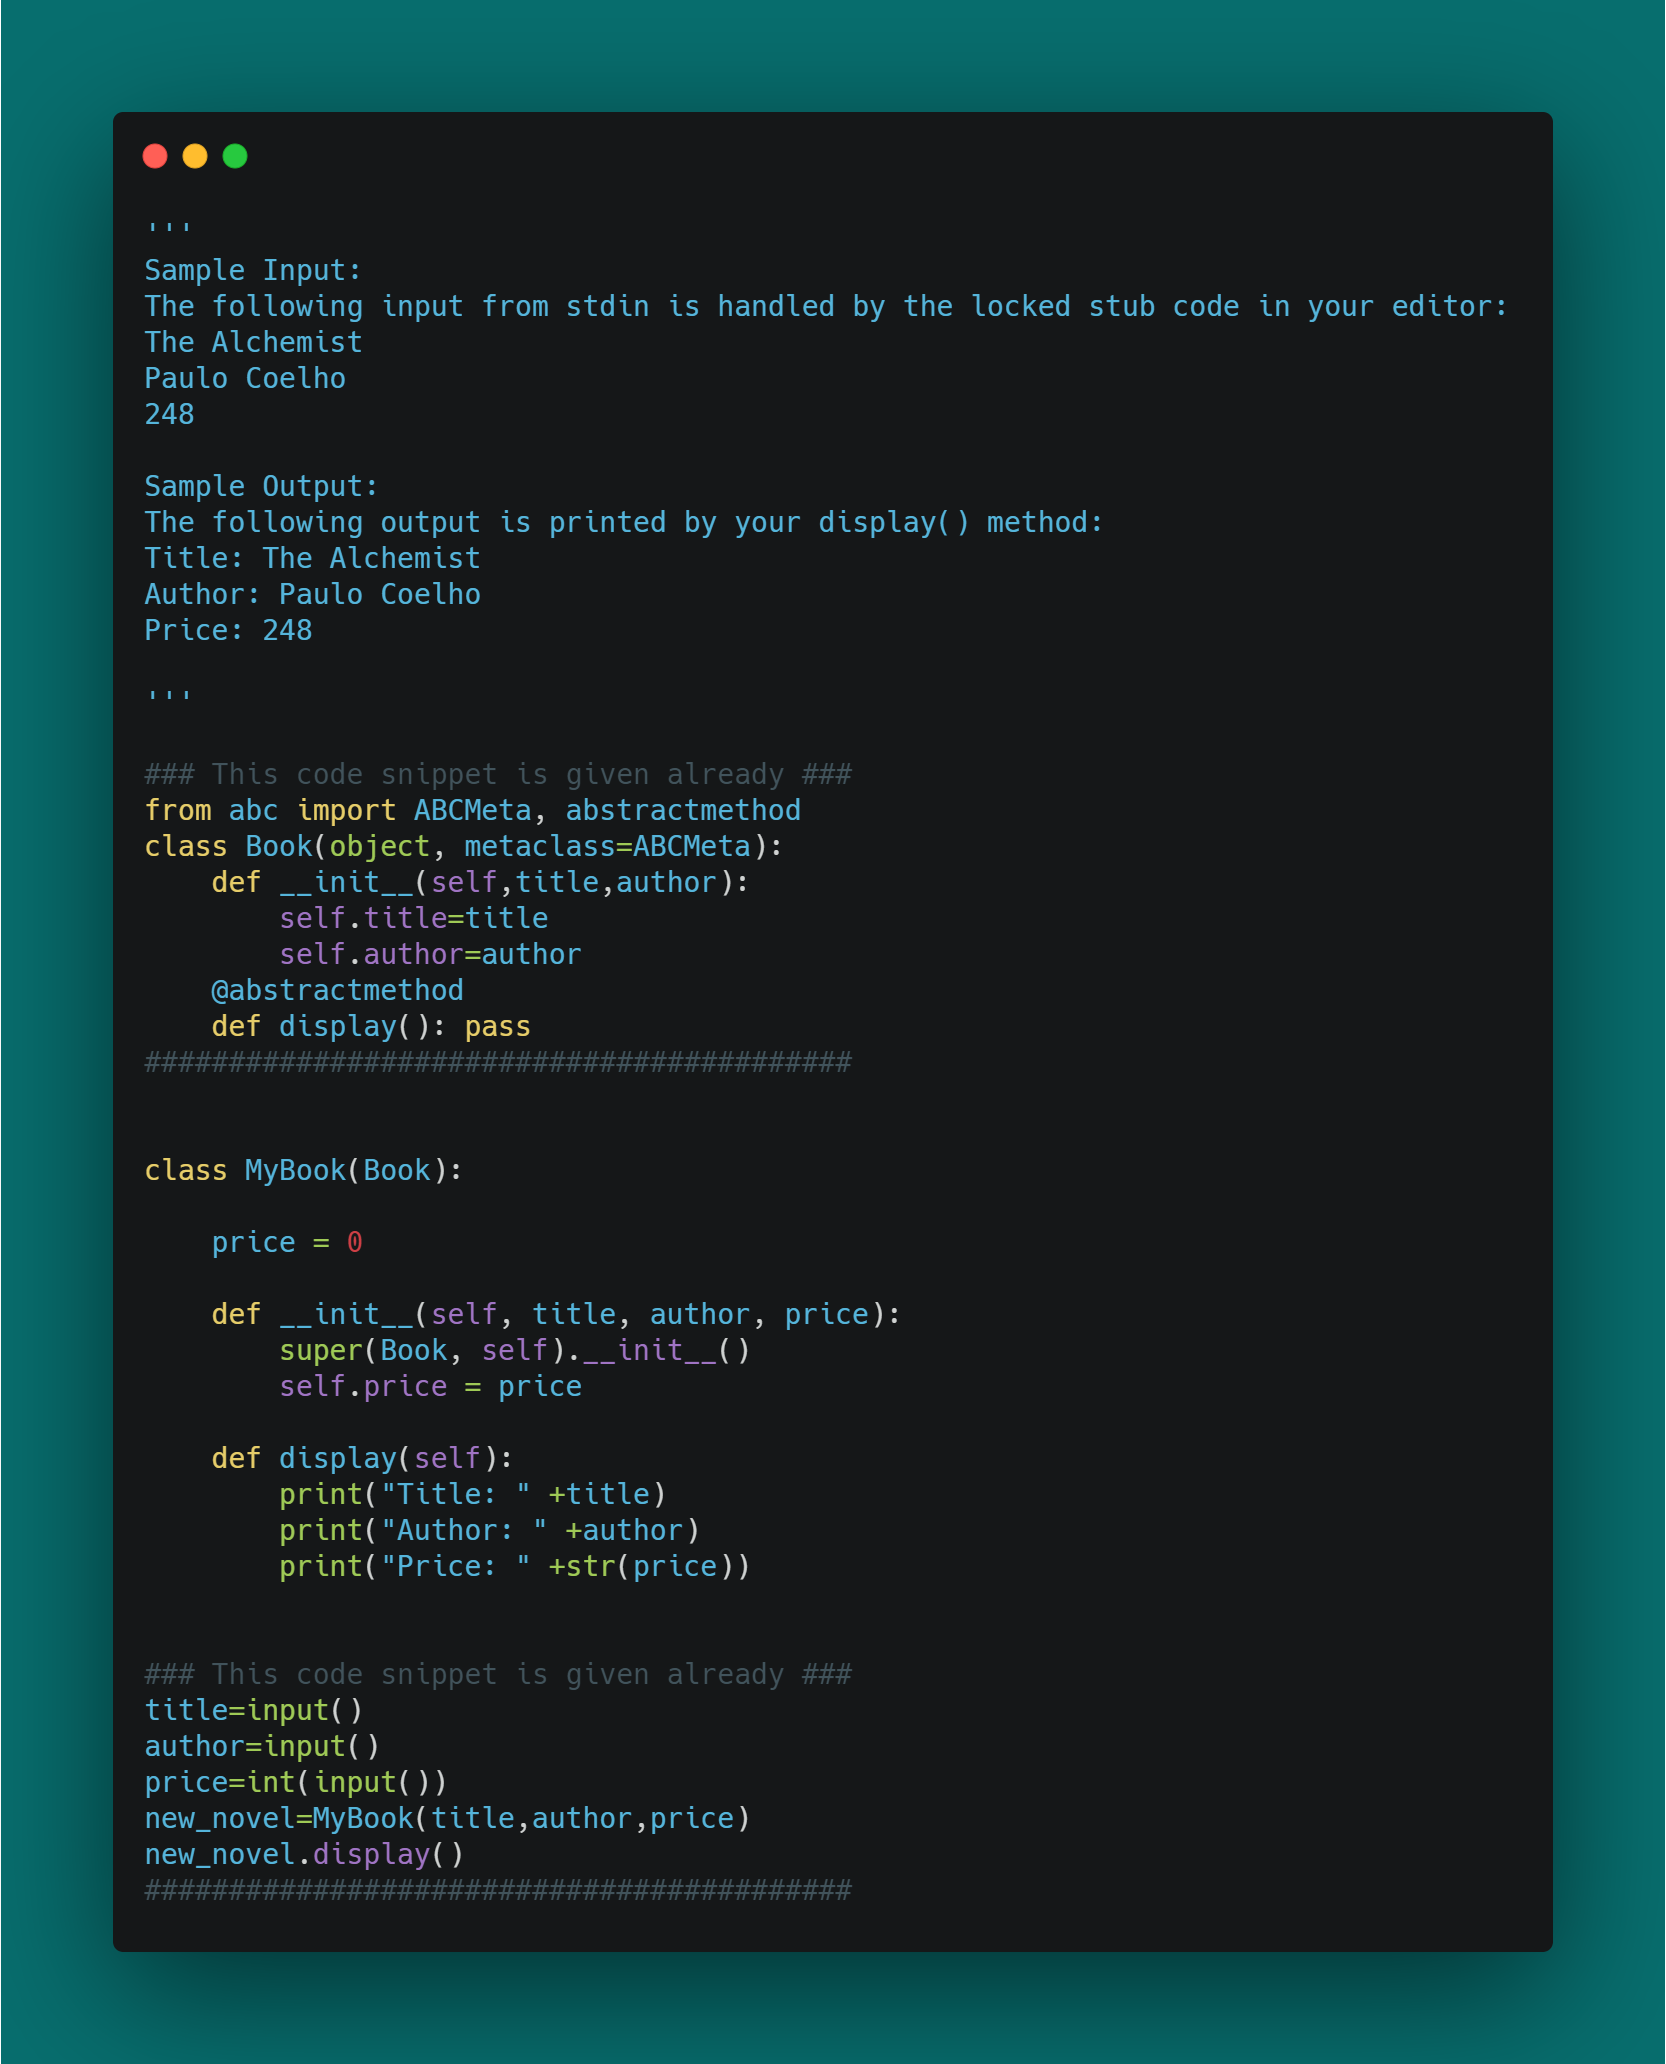 '''
Sample Input:
The following input from stdin is handled by the locked stub code in your editor:
The Alchemist
Paulo Coelho
248

Sample Output:
The following output is printed by your display() method:
Title: The Alchemist
Author: Paulo Coelho
Price: 248

'''

### This code snippet is given already ###
from abc import ABCMeta, abstractmethod
class Book(object, metaclass=ABCMeta):
    def __init__(self,title,author):
        self.title=title
        self.author=author
    @abstractmethod
    def display(): pass
##########################################


class MyBook(Book):

    price = 0

    def __init__(self, title, author, price):
        super(Book, self).__init__()
        self.price = price

    def display(self):
        print("Title: " +title)
        print("Author: " +author)
        print("Price: " +str(price))


### This code snippet is given already ###
title=input()
author=input()
price=int(input())
new_novel=MyBook(title,author,price)
new_novel.display()
##########################################